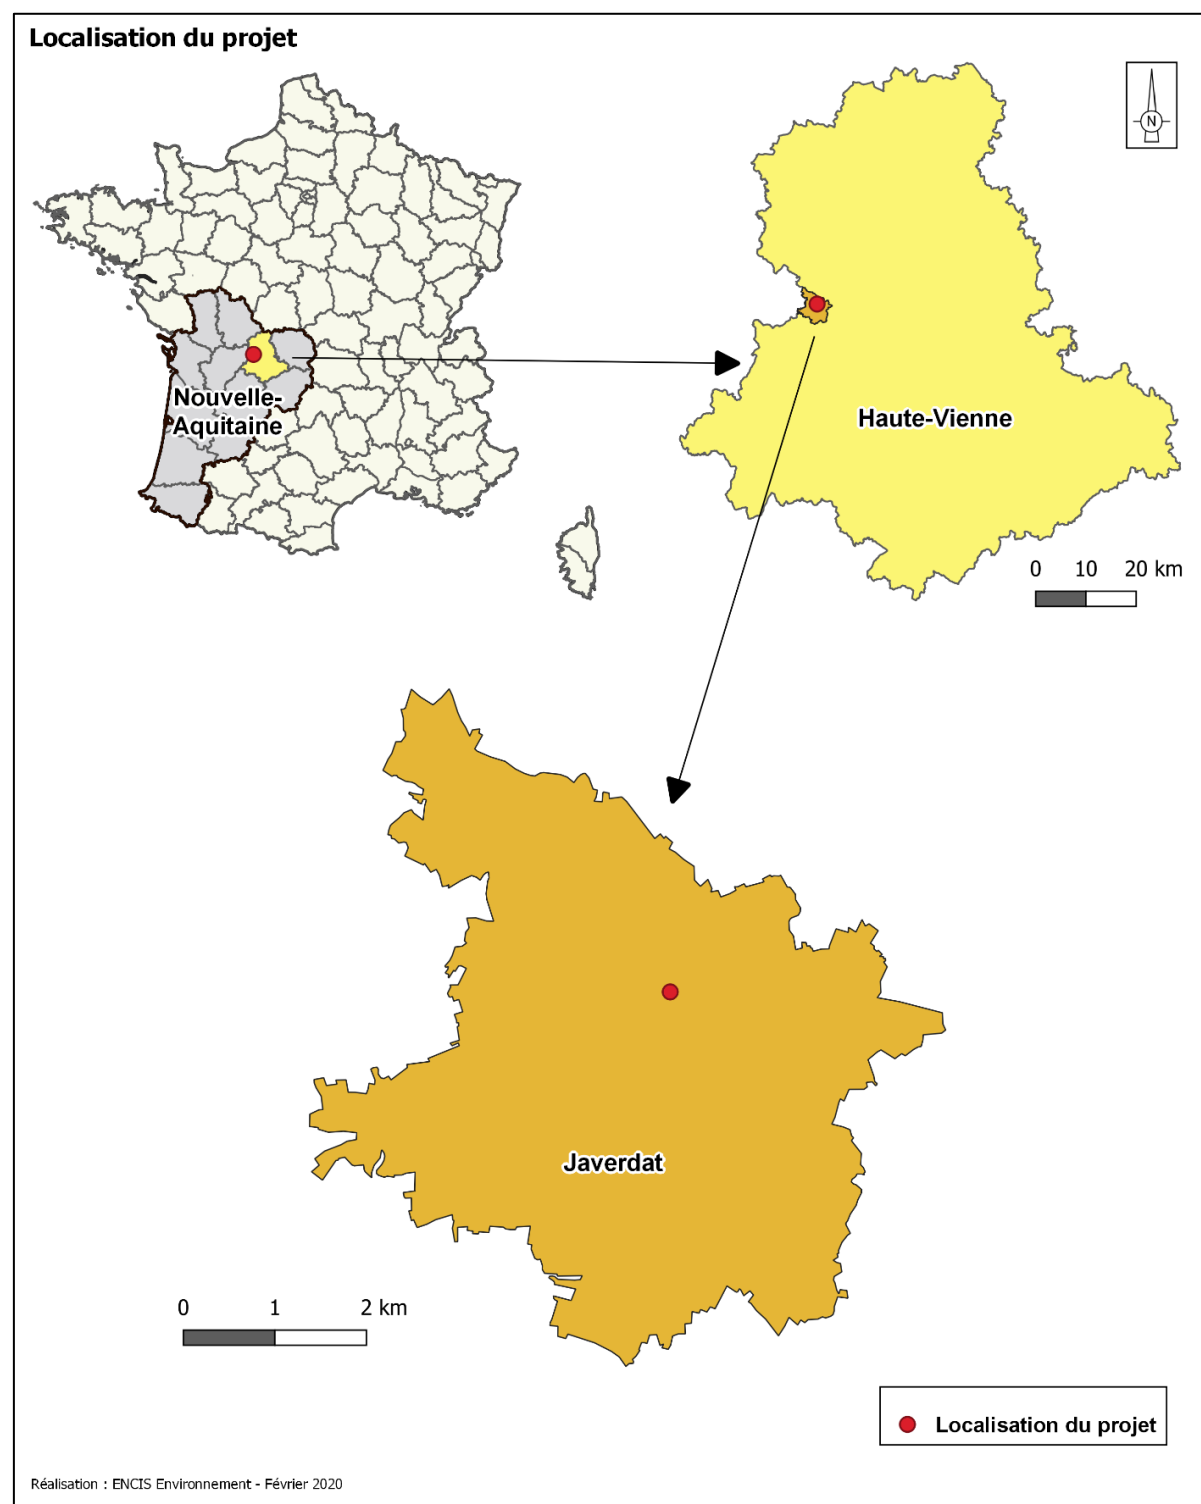 Localisation du projet
N
Nouvelle-
Aquitaine
Haute-Vienne
0 10 20 km
Javerdat
0 1 2 km
Localisation du projet
Réalisation : ENCIS Environnement - Février 2020